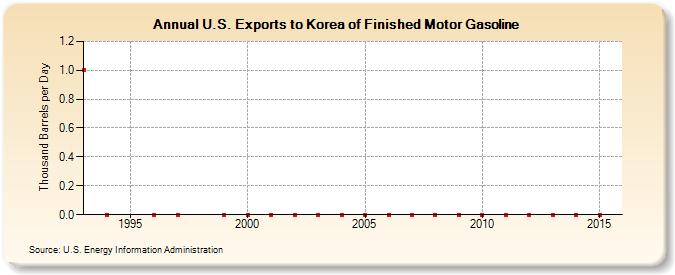 Annual U.S. Exports to Korea of Finished Motor Gasoline
Thousand Barrels per Day
1.2
1.0
0.8
0.6
0.4
0.2
0.0
1995 2000 2005 2010 2015
Source: U.S. Energy Information Administration